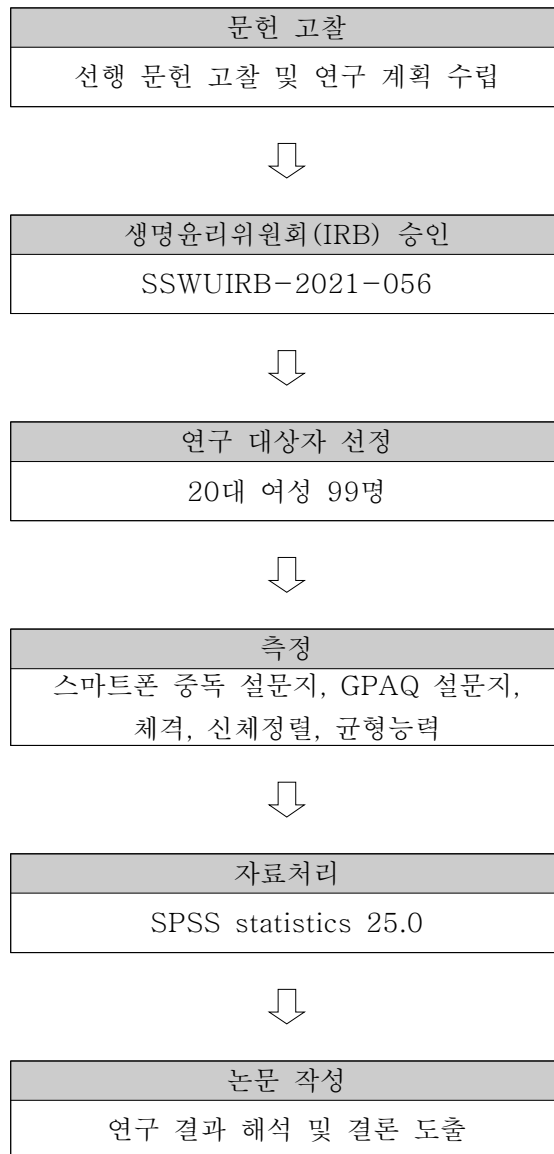 문헌 고찰
선행 문헌 고찰 및 연구 계획 수립
생명윤리위원회(IRB) 승인
SSWUIRB-2021-056
연구 대상자 선정
20대 여성 99명
측정
스마트폰 중독 설문지, GPAQ 설문지,
체격, 신체정렬, 균형능력
자료처리
SPSS statistics 25.0
논문 작성
연구 결과 해석 및 결론 도출